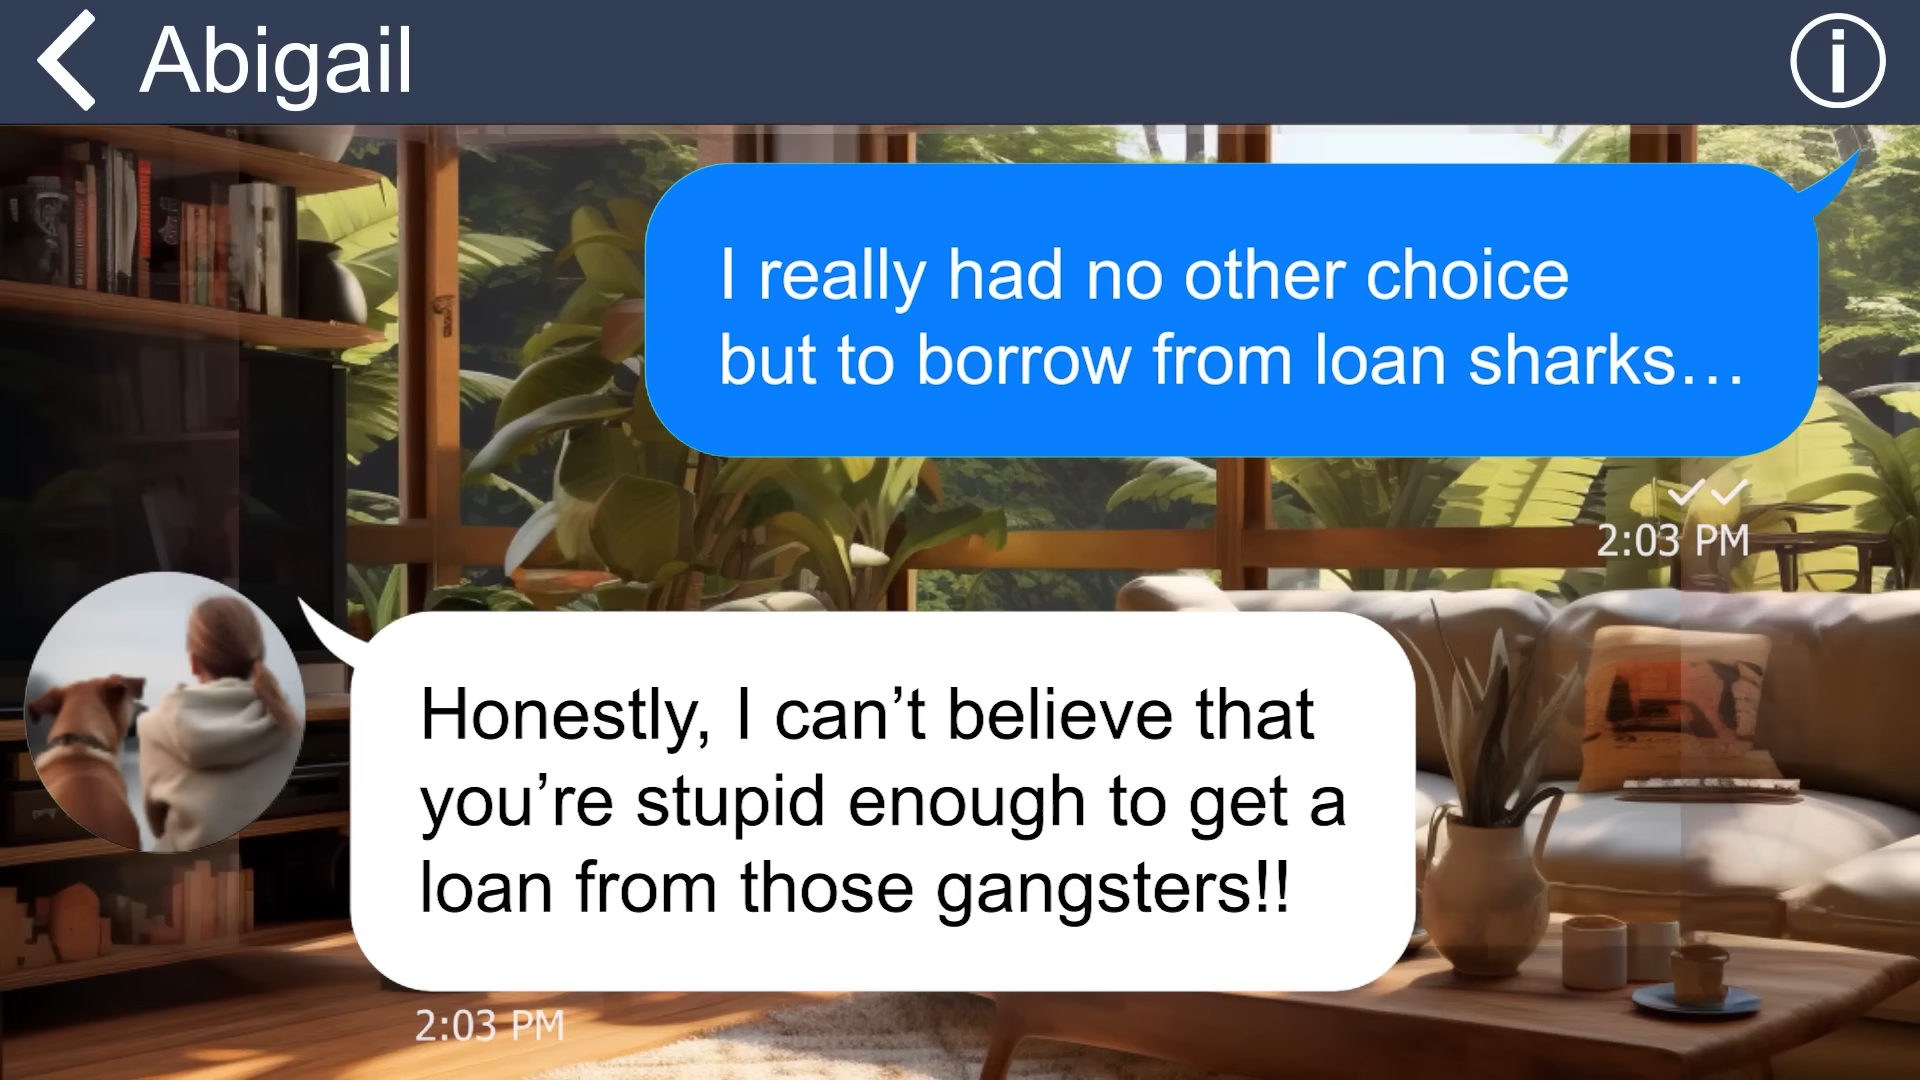 Abigail
I really had no other choice
but to borrow from loan sharks…
2:03 PM
Honestly, I can’t believe that
you’re stupid enough to get a
loan from those gangsters!!
2:03 PM